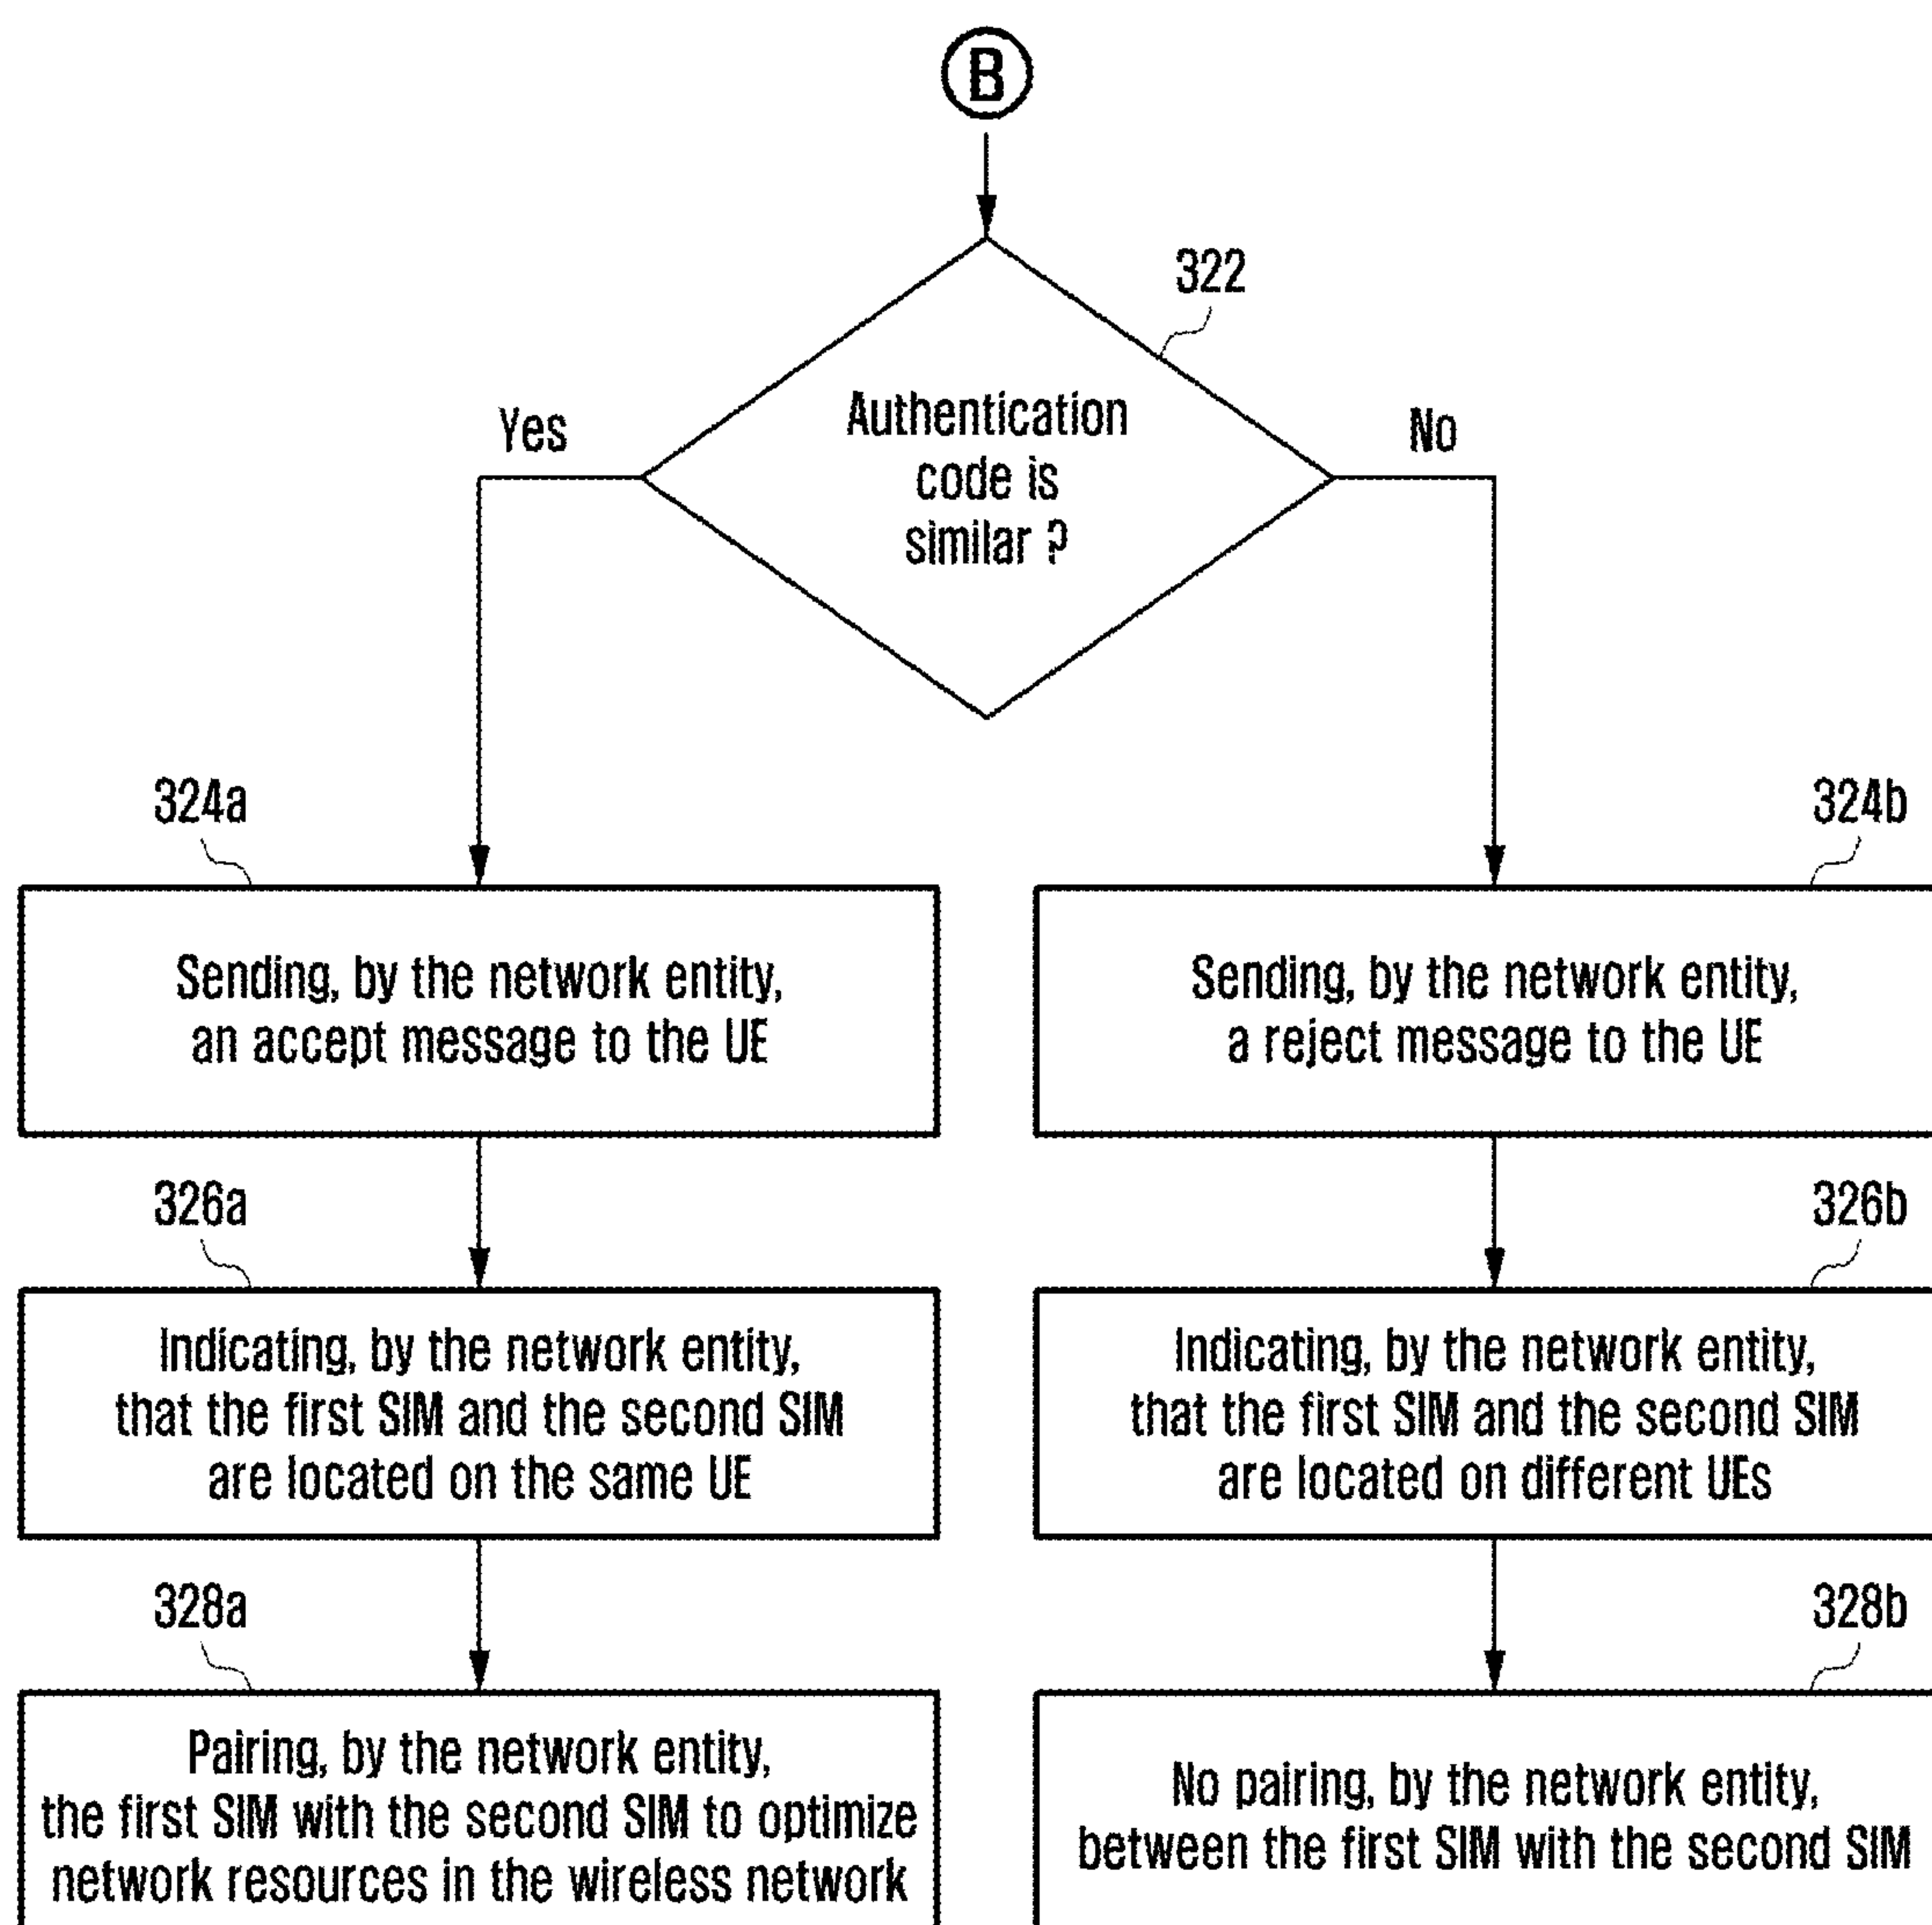 B
322
Authentication
code is
similar ?
Yes
No
324a
Sending, by the network entity,
an accept message to the UE
324b
Sending, by the network entity,
a reject message to the UE
326a
Indicating, by the network entity,
that the first SIM and the second SIM
are located on the same UE
326b
Indicating, by the network entity,
that the first SIM and the second SIM
are located on different UEs
328a
Pairing, by the network entity,
the first SIM with the second SIM to optimize
network resources in the wireless network
328b
No pairing, by the network entity,
between the first SIM with the second SIM